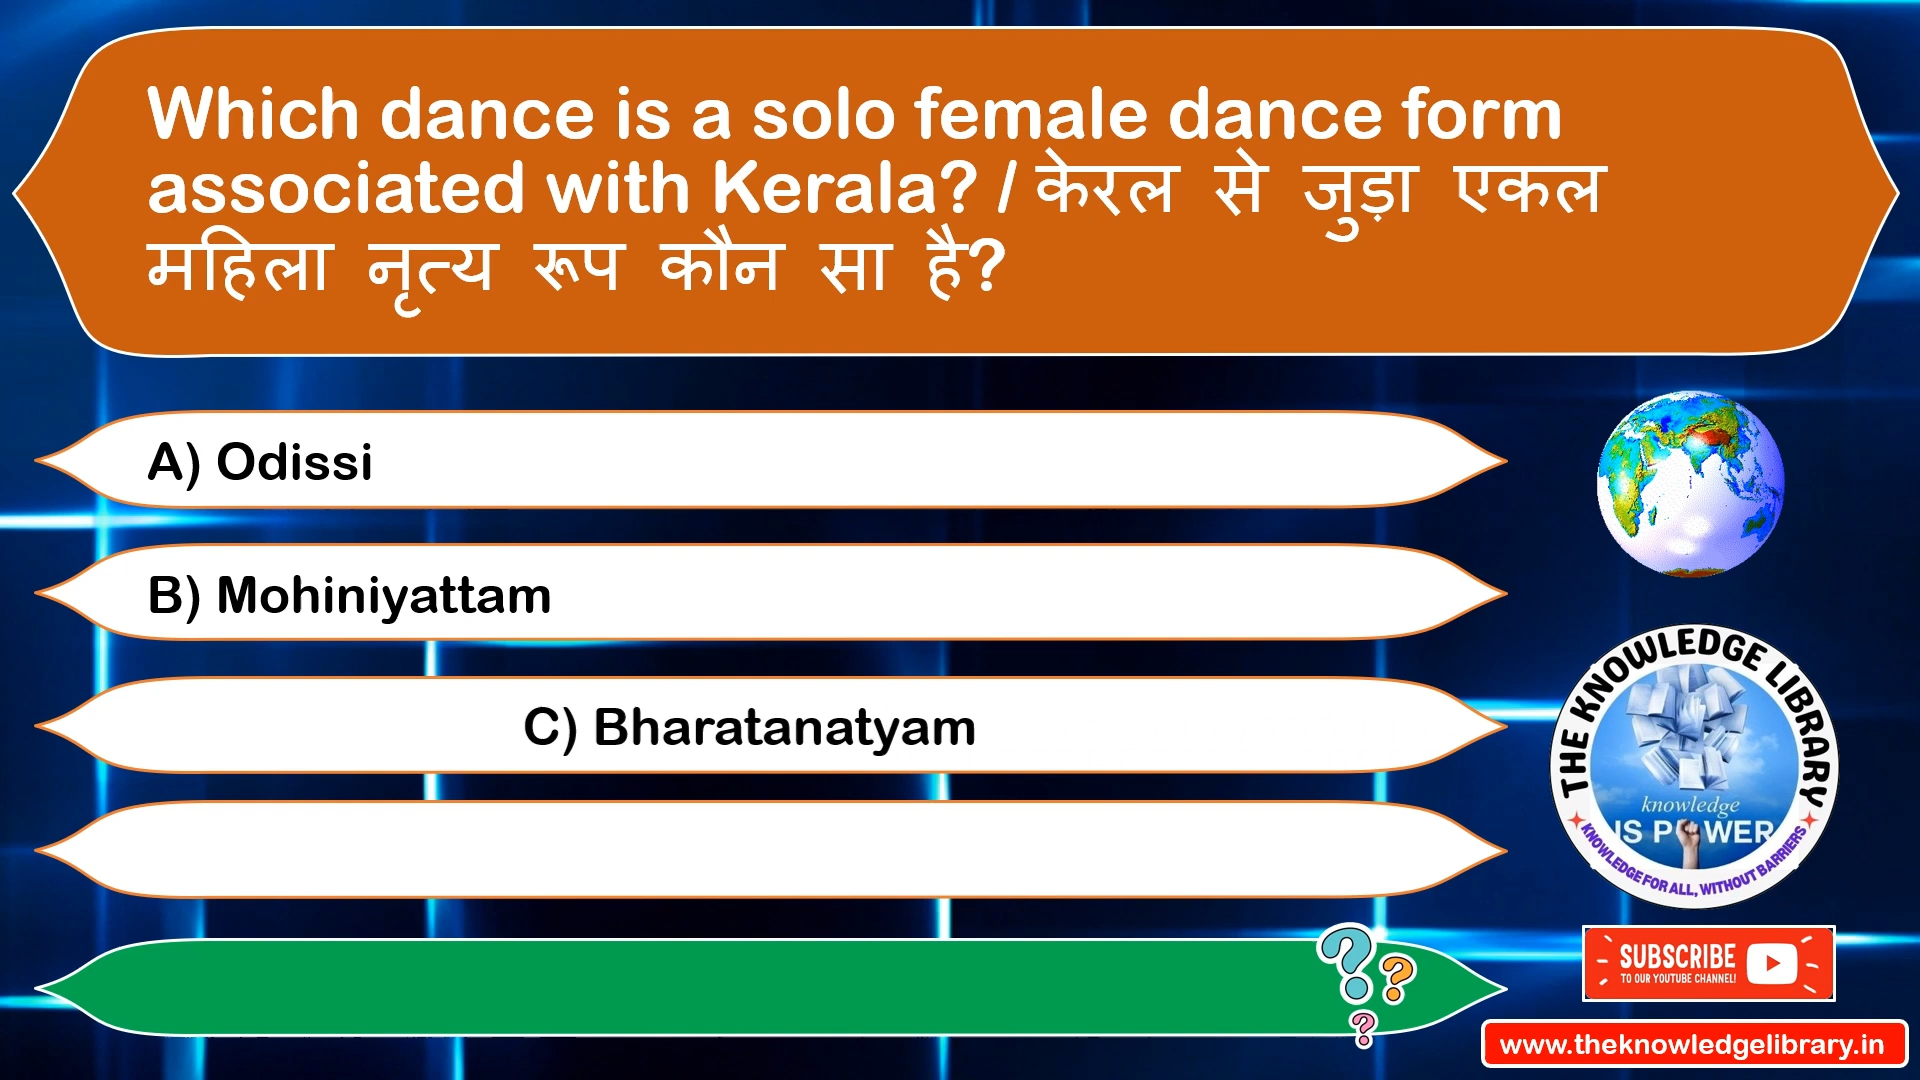 Which dance is a solo female dance form
associated with Kerala? / केरल से जुड़ा एकल
महिला नृत्य रूप कौन सा है?
A) Odissi
B) Mohiniyattam
C) Bharatanatyam
THE KNOWLEDGE LIBRARY
knowledge
IS POWER
KNOWLEDGE FOR ALL, WITHOUT BARRIERS
SUBSCRIBE
TO OUR YOUTUBE CHANNEL!
www.theknowledgelibrary.in